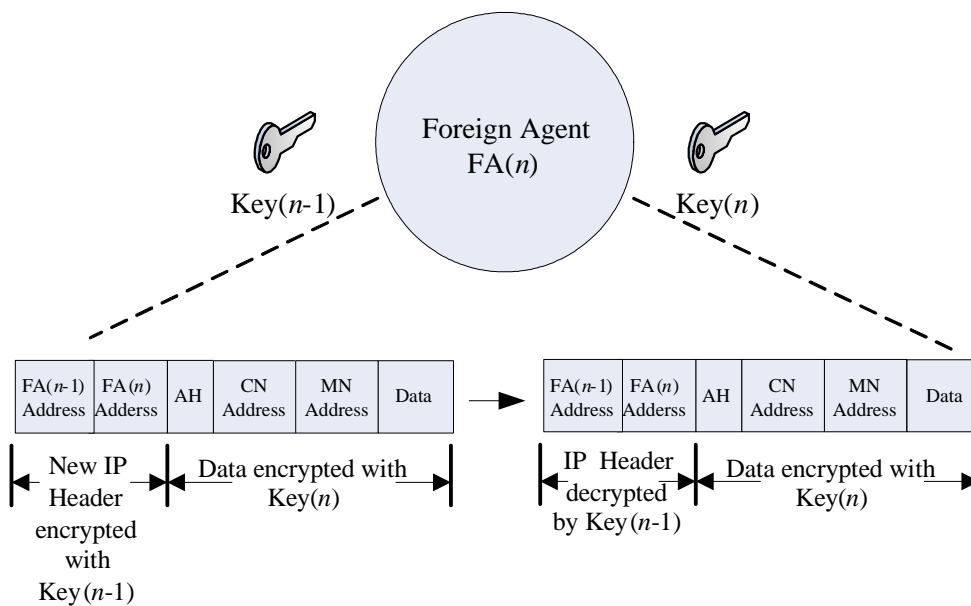 Foreign Agent
FA(n)
Key(n-1)
Key(n)
FA(n-1)
Address
FA(n)
Adderss
AH
CN
Address
MN
Address
Data
FA(n-1)
Address
FA(n)
Adderss
AH
CN
Address
MN
Address
Data
New IP
Header
encrypted
with
Key(n-1)
Data encrypted with
Key(n)
IP Header
decrypted
by Key(n-1)
Data encrypted with
Key(n)